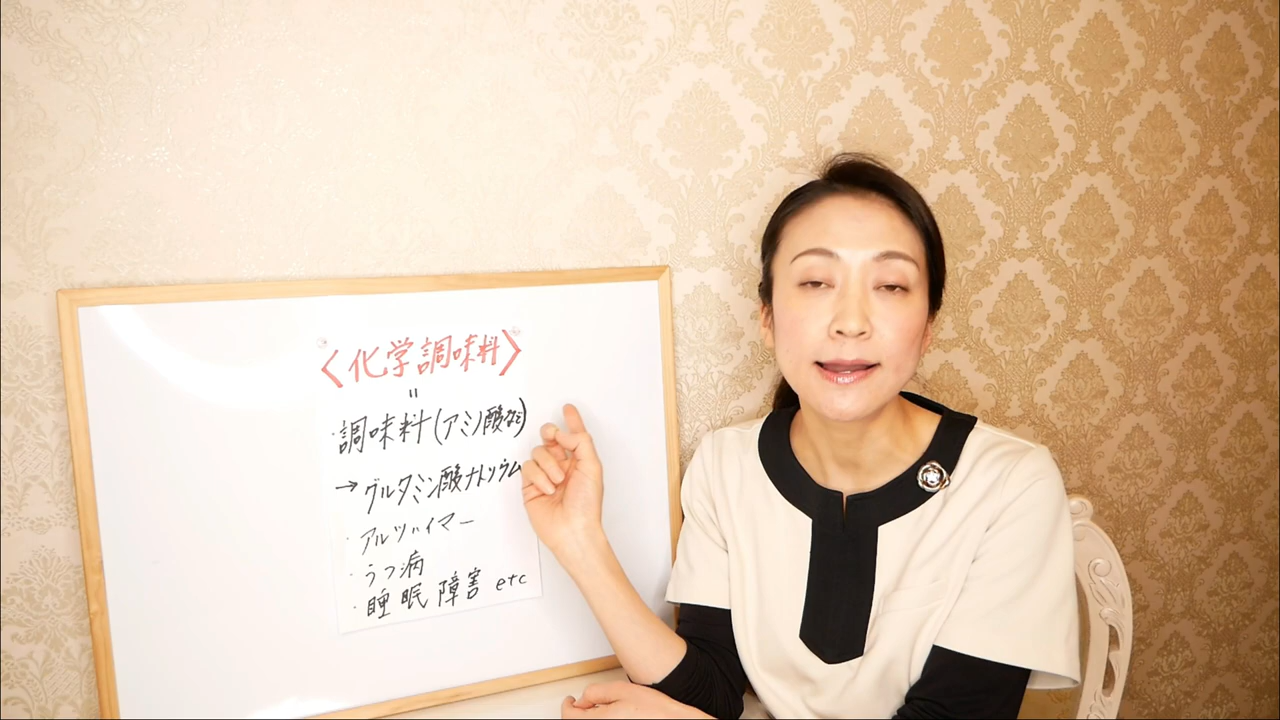 〈化学調味料〉
=
・調味料(アミノ酸など)
→グルタミン酸ナトリウム
・アルツハイマー
・うつ病
・睡眠障害 etc